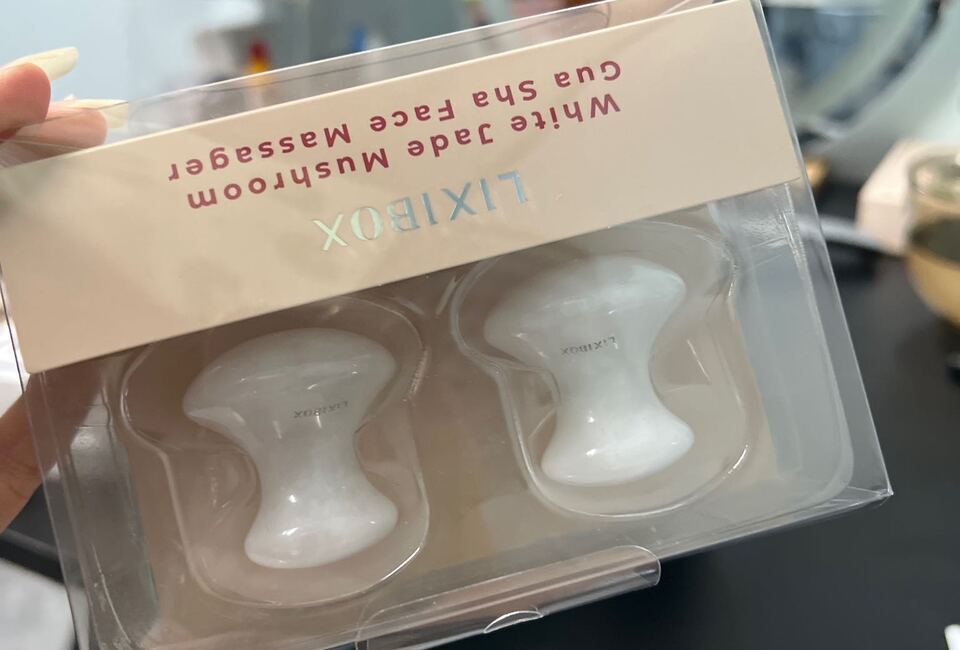 LIXIBOX
White Jade Mushroom
Gua Sha Face Massager
LIXIBOX
LIXIBOX